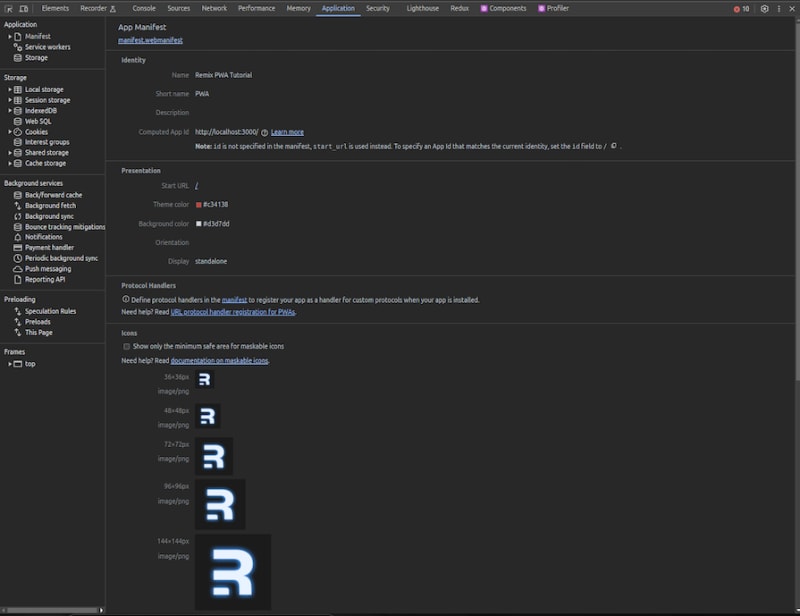 Elements Recorder Console Sources Network Performance Memory Application Security Lighthouse Redux Components Profiler 10
Application
Manifest
Service workers
Storage
Storage
Local storage
Session storage
IndexedDB
Web SQL
Cookies
Interest groups
Shared storage
Cache storage
Background services
Back/forward cache
Background fetch
Background sync
Bounce tracking mitigations
Notifications
Payment handler
Periodic background sync
Push messaging
Reporting API
Preloading
Speculation Rules
Preloads
This Page
Frames
top
App Manifest
manifest.webmanifest
Identity
Name Remix PWA Tutorial
Short name PWA
Description
Computed App Id http://localhost:3000/ Learn more
Note: id is not specified in the manifest, start_url is used instead. To specify an App Id that matches the current identity, set the id field to / .
Presentation
Start URL /
Theme color #c34138
Background color #d3d7dd
Orientation
Display standalone
Protocol Handlers
Define protocol handlers in the manifest to register your app as a handler for custom protocols when your app is installed.
Need help? Read URL protocol handler registration for PWAs.
Icons
Show only the minimum safe area for maskable icons
Need help? Read documentation on maskable icons.
36×36px
image/png
R
48×48px
image/png
R
72×72px
image/png
R
96×96px
image/png
R
144×144px
image/png
R